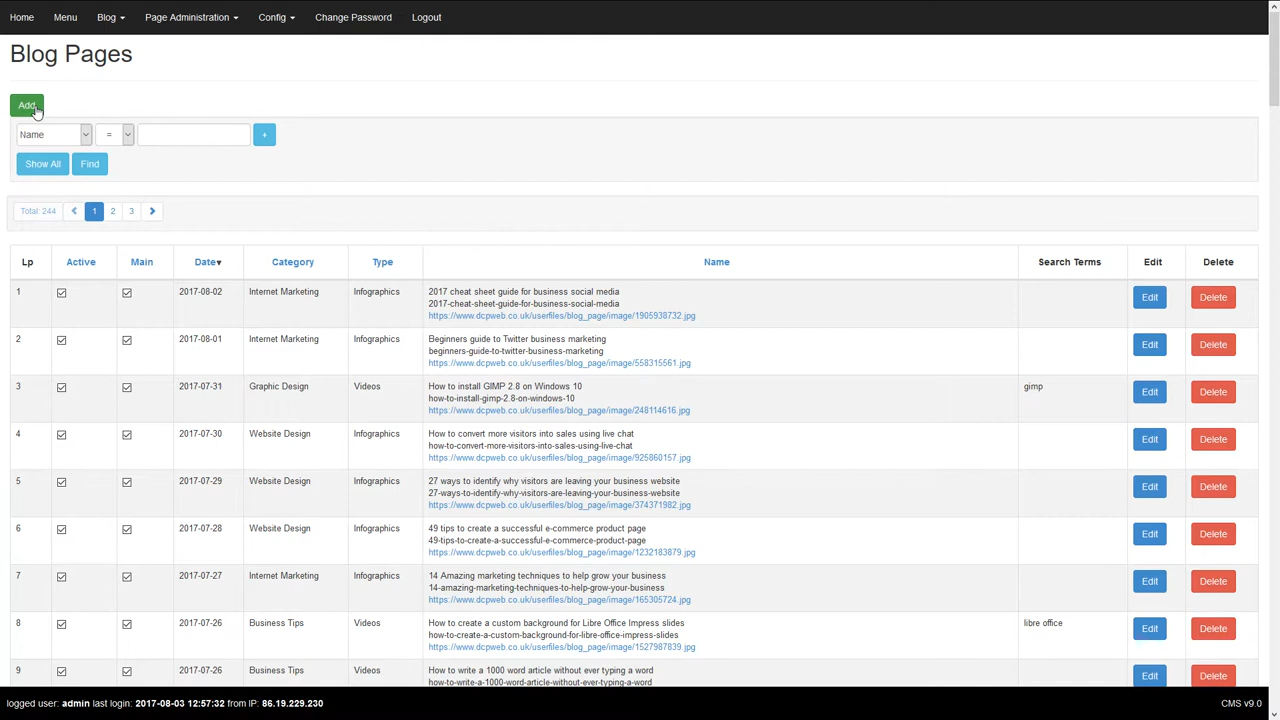 Home Menu Blog Page Administration Config Change Password Logout
Blog Pages
Add
Name = +
Show All Find
Total: 244 1 2 3
Lp Active Main Date▾ Category Type Name Search Terms Edit Delete
1 2017-08-02 Internet Marketing Infographics 2017 cheat sheet guide for business social media Edit Delete
2017-cheat-sheet-guide-for-business-social-media
https://www.dcpweb.co.uk/userfiles/blog_page/image/1905938732.jpg
2 2017-08-01 Internet Marketing Infographics Beginners guide to Twitter business marketing Edit Delete
beginners-guide-to-twitter-business-marketing
https://www.dcpweb.co.uk/userfiles/blog_page/image/558315561.jpg
3 2017-07-31 Graphic Design Videos How to install GIMP 2.8 on Windows 10 gimp Edit Delete
how-to-install-gimp-2.8-on-windows-10
https://www.dcpweb.co.uk/userfiles/blog_page/image/248114616.jpg
4 2017-07-30 Website Design Infographics How to convert more visitors into sales using live chat Edit Delete
how-to-convert-more-visitors-into-sales-using-live-chat
https://www.dcpweb.co.uk/userfiles/blog_page/image/925860157.jpg
5 2017-07-29 Website Design Infographics 27 ways to identify why visitors are leaving your business website Edit Delete
27-ways-to-identify-why-visitors-are-leaving-your-business-website
https://www.dcpweb.co.uk/userfiles/blog_page/image/374371982.jpg
6 2017-07-28 Website Design Infographics 49 tips to create a successful e-commerce product page Edit Delete
49-tips-to-create-a-successful-e-commerce-product-page
https://www.dcpweb.co.uk/userfiles/blog_page/image/1232183879.jpg
7 2017-07-27 Internet Marketing Infographics 14 Amazing marketing techniques to help grow your business Edit Delete
14-amazing-marketing-techniques-to-help-grow-your-business
https://www.dcpweb.co.uk/userfiles/blog_page/image/165305724.jpg
8 2017-07-26 Business Tips Videos How to create a custom background for Libre Office Impress slides libre office Edit Delete
how-to-create-a-custom-background-for-libre-office-impress-slides
https://www.dcpweb.co.uk/userfiles/blog_page/image/1527987839.jpg
9 2017-07-26 Business Tips Videos How to write a 1000 word article without ever typing a word Edit Delete
how-to-write-a-1000-word-article-without-ever-typing-a-word
logged user: admin last login: 2017-08-03 12:57:32 from IP: 86.19.229.230 CMS v9.0